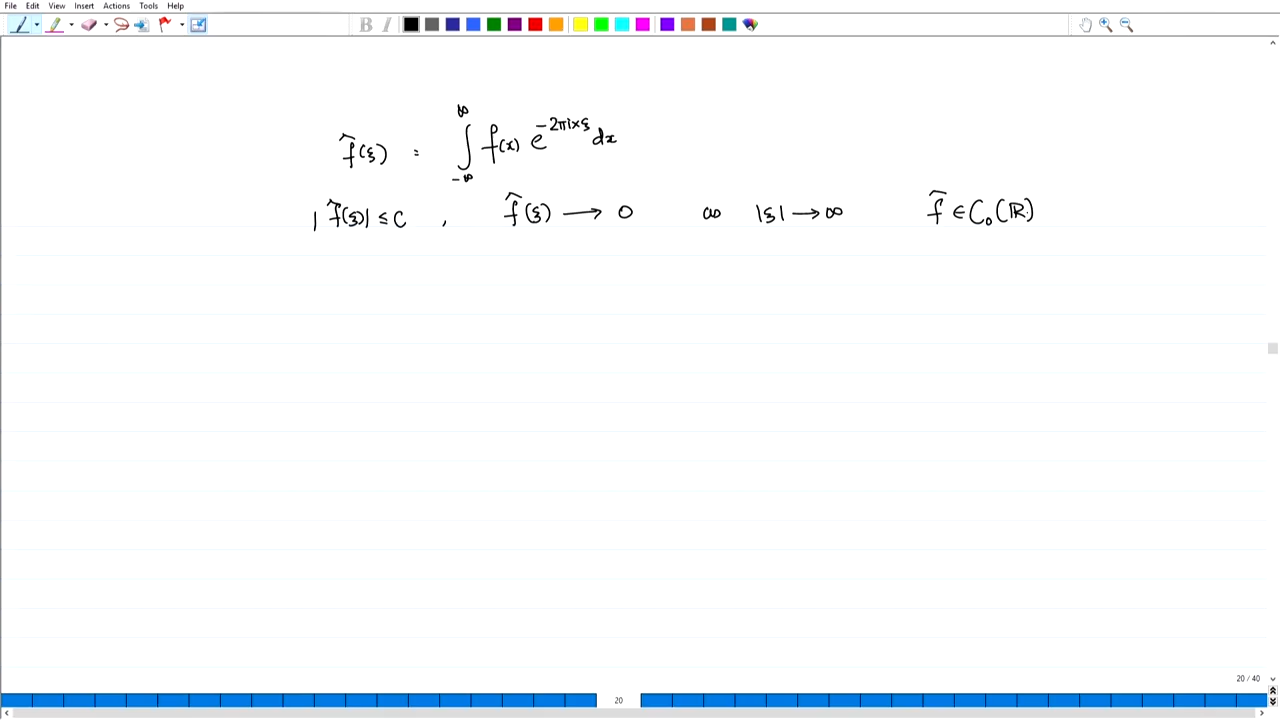 File Edit View Insert Actions Tools Help
B I
f̂(ξ) = ∫_{-∞}^{∞} f(x) e^{-2πixξ} dx
|f̂(ξ)| ≤ C , f̂(ξ) ⟶ 0 as |ξ| ⟶ ∞ f̂ ∈ C₀(ℝ)
20 / 40
20